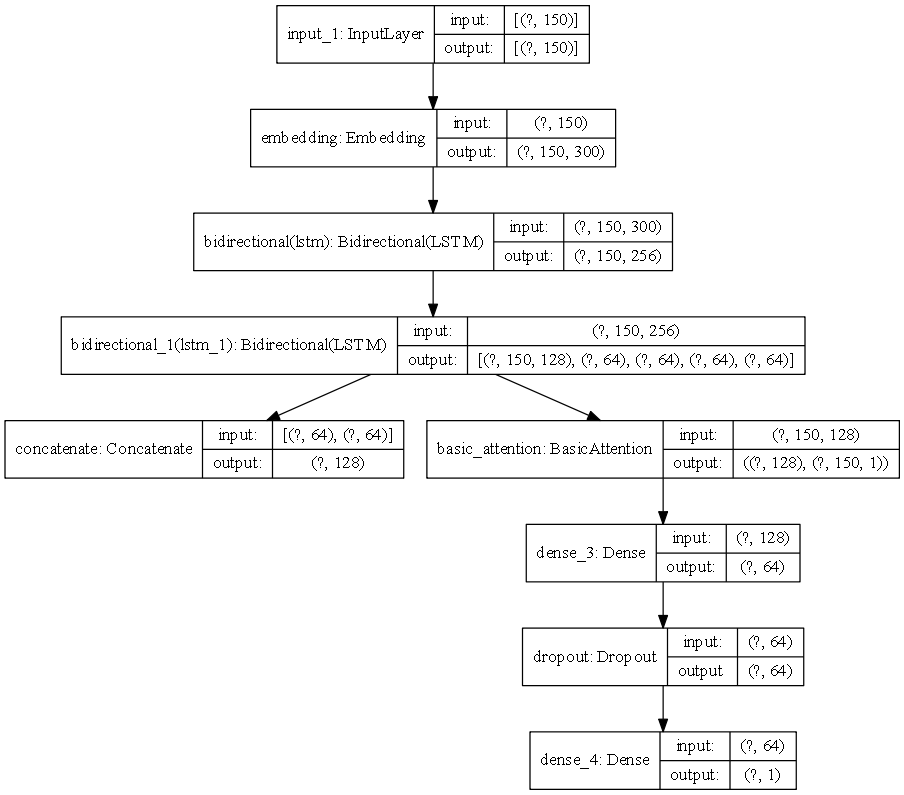 input_1: InputLayer
input: [(?, 150)]
output: [(?, 150)]
embedding: Embedding
input: (?, 150)
output: (?, 150, 300)
bidirectional(lstm): Bidirectional(LSTM)
input: (?, 150, 300)
output: (?, 150, 256)
bidirectional_1(lstm_1): Bidirectional(LSTM)
input: (?, 150, 256)
output: [(?, 150, 128), (?, 64), (?, 64), (?, 64), (?, 64)]
concatenate: Concatenate
input: [(?, 64), (?, 64)]
output: (?, 128)
basic_attention: BasicAttention
input: (?, 150, 128)
output: ((?, 128), (?, 150, 1))
dense_3: Dense
input: (?, 128)
output: (?, 64)
dropout: Dropout
input: (?, 64)
output (?, 64)
dense_4: Dense
input: (?, 64)
output: (?, 1)